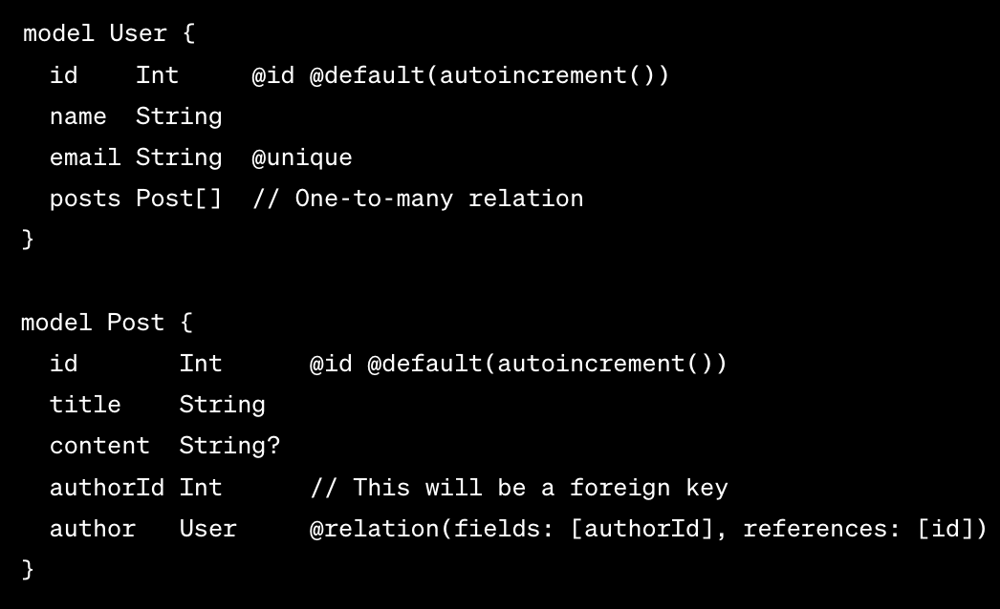 model User {
  id    Int     @id @default(autoincrement())
  name  String
  email String  @unique
  posts Post[]  // One-to-many relation
}

model Post {
  id       Int      @id @default(autoincrement())
  title    String
  content  String?
  authorId Int      // This will be a foreign key
  author   User     @relation(fields: [authorId], references: [id])
}